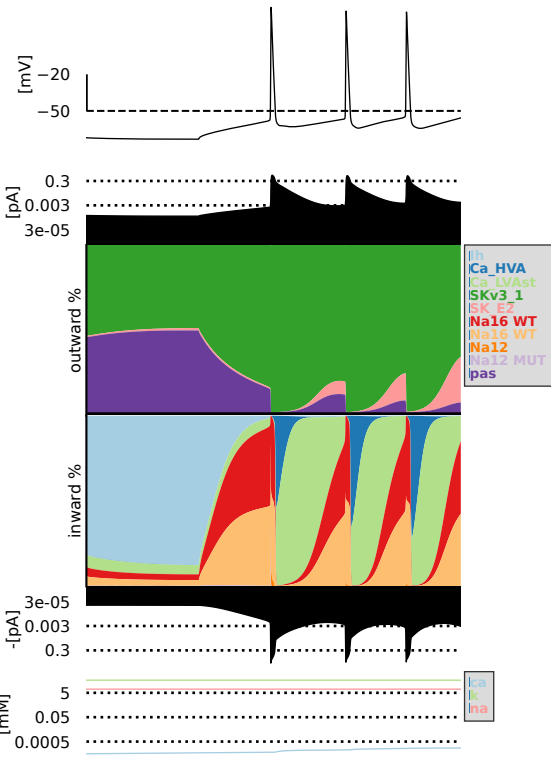 [mV]
−20
−50
[pA]
0.3
0.003
3e-05
outward %
Ih
Ca_HVA
Ca_LVAst
SKv3_1
SK_E2
Na16 WT
Na16 WT
Na12
Na12 MUT
pas
inward %
-[pA]
3e-05
0.003
0.3
[mM]
5
0.05
0.0005
ca
k
na